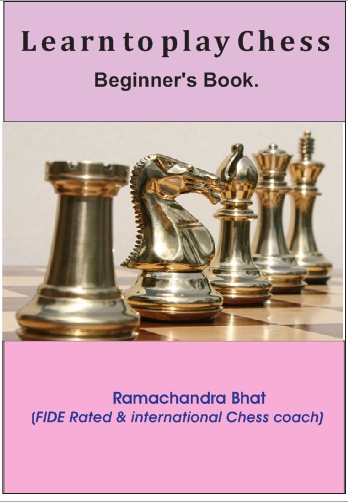 Learn to play Chess
Beginner's Book.
Ramachandra Bhat
(FIDE Rated & international Chess coach)